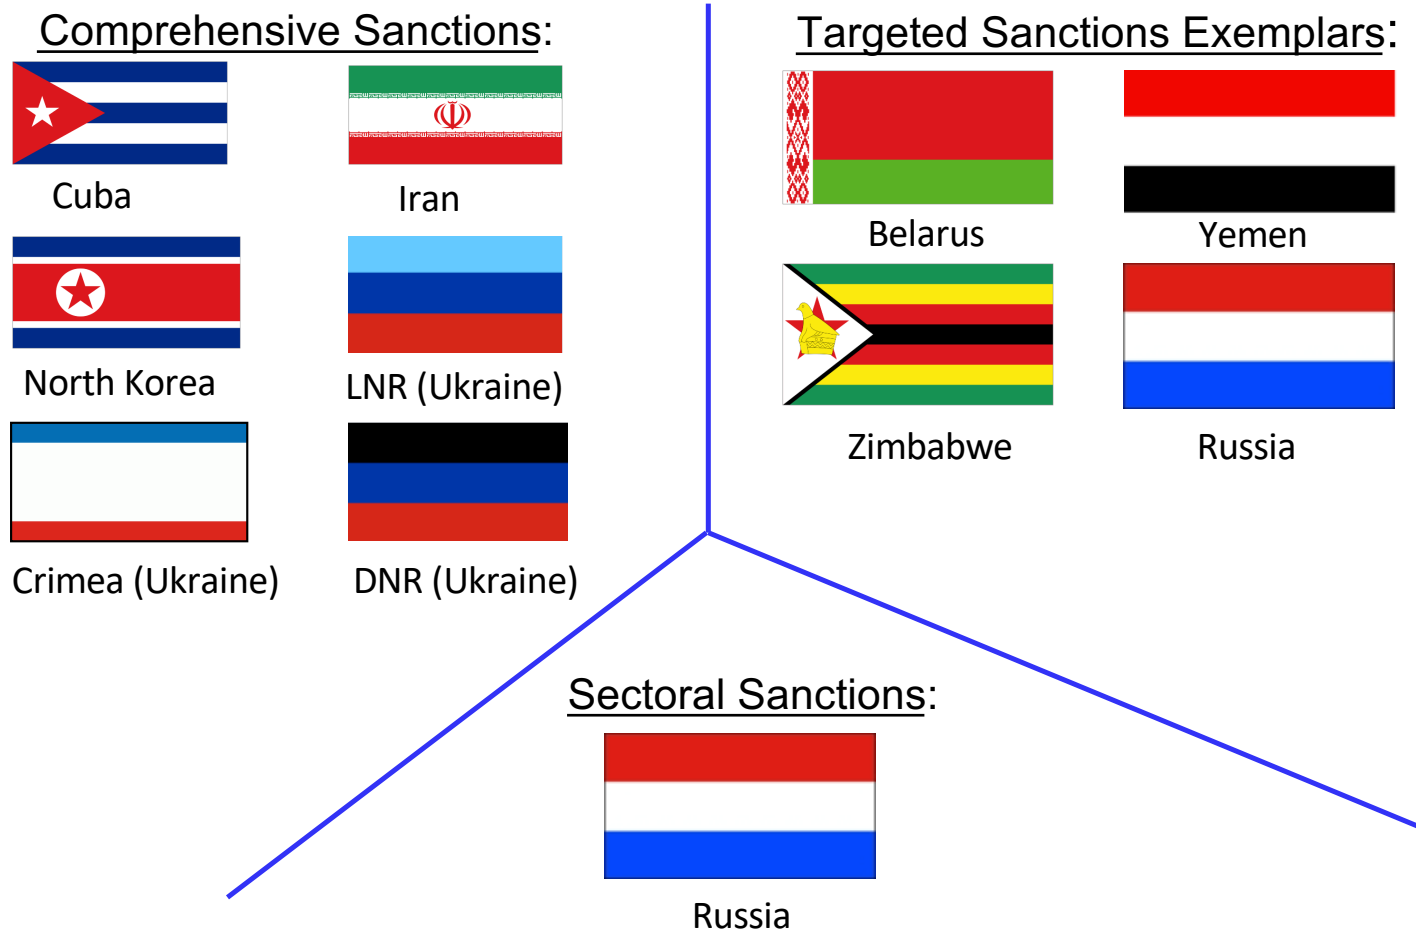 Comprehensive Sanctions:
Cuba
Iran
North Korea
LNR (Ukraine)
Crimea (Ukraine)
DNR (Ukraine)
Targeted Sanctions Exemplars:
Belarus
Yemen
Zimbabwe
Russia
Sectoral Sanctions:
Russia